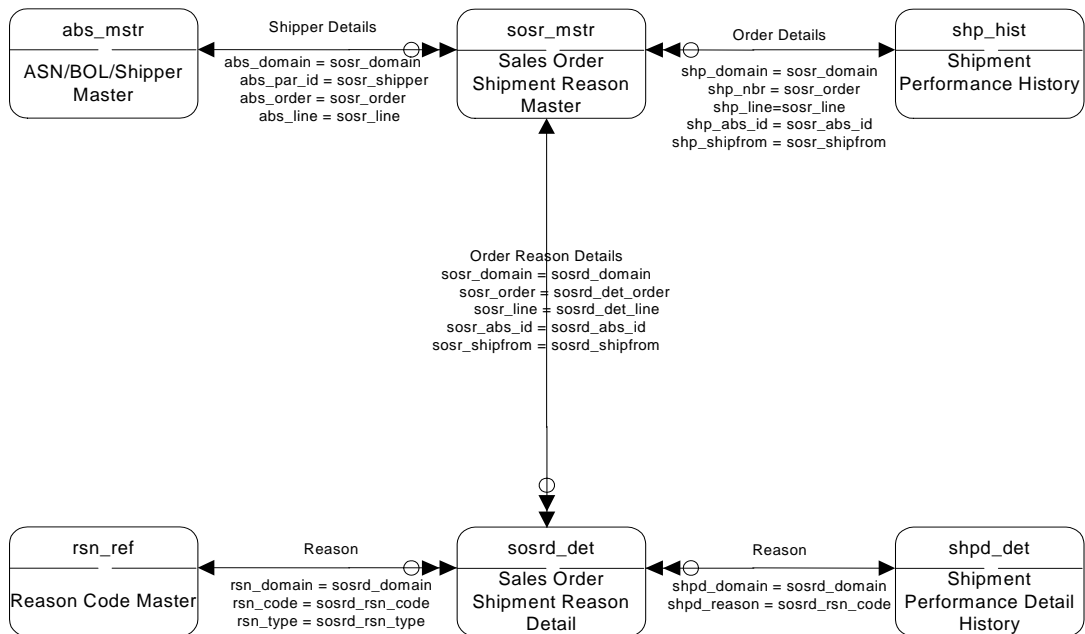 abs_mstr
ASN/BOL/Shipper
Master
Shipper Details
abs_domain = sosr_domain
abs_par_id = sosr_shipper
abs_order = sosr_order
abs_line = sosr_line
sosr_mstr
Sales Order
Shipment Reason
Master
Order Details
shp_domain = sosr_domain
shp_nbr = sosr_order
shp_line=sosr_line
shp_abs_id = sosr_abs_id
shp_shipfrom = sosr_shipfrom
shp_hist
Shipment
Performance History
Order Reason Details
sosr_domain = sosrd_domain
sosr_order = sosrd_det_order
sosr_line = sosrd_det_line
sosr_abs_id = sosrd_abs_id
sosr_shipfrom = sosrd_shipfrom
rsn_ref
Reason Code Master
Reason
rsn_domain = sosrd_domain
rsn_code = sosrd_rsn_code
rsn_type = sosrd_rsn_type
sosrd_det
Sales Order
Shipment Reason
Detail
Reason
shpd_domain = sosrd_domain
shpd_reason = sosrd_rsn_code
shpd_det
Shipment
Performance Detail
History